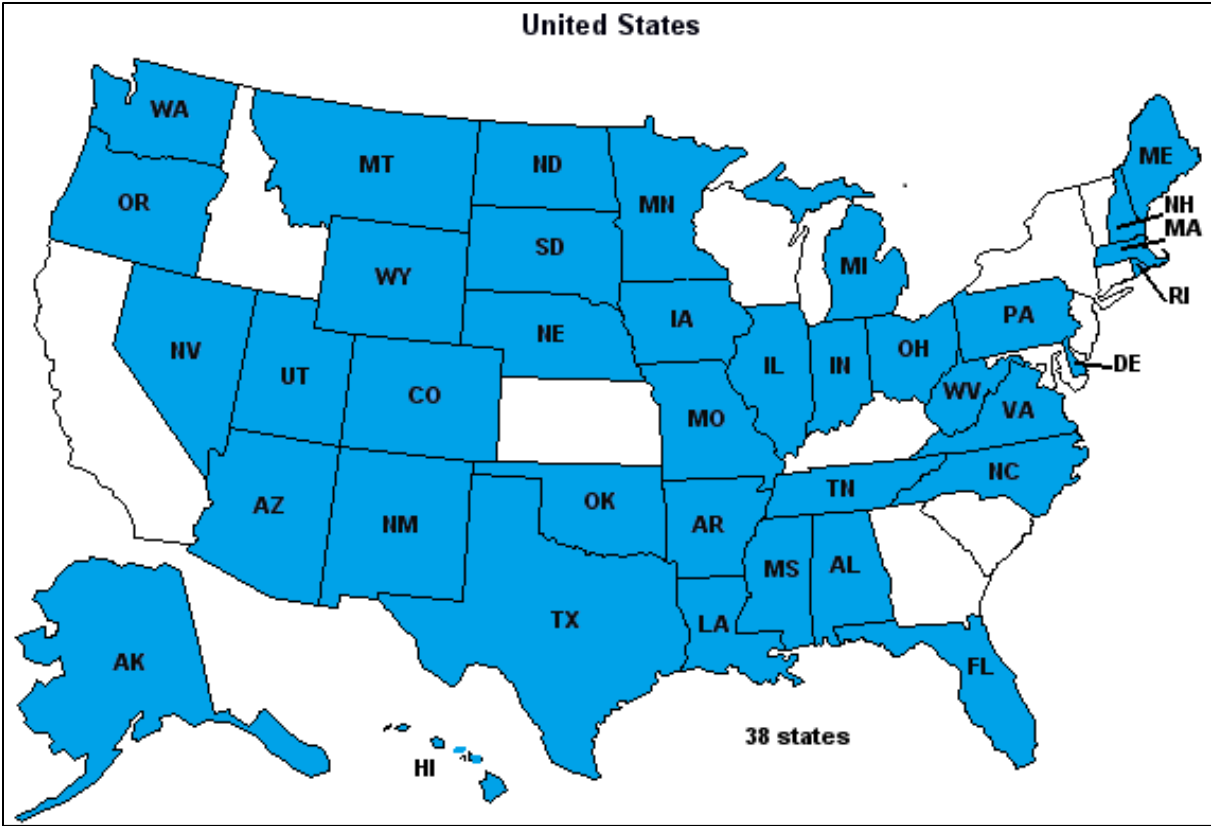 United States
WA
MT
ND
MN
ME
OR
NH
MA
SD
WY
MI
RI
NE
IA
PA
NV
UT
CO
IL
IN
OH
DE
WV
VA
MO
NC
AZ
NM
OK
AR
TN
MS
AL
TX
LA
AK
FL
38 states
HI